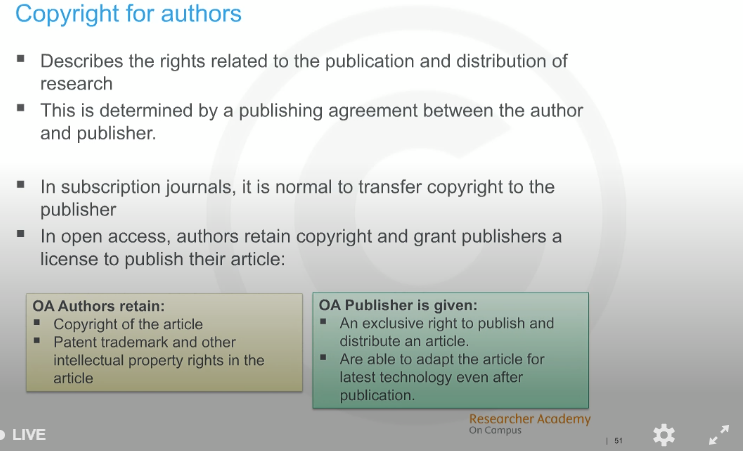 Copyright for authors
Describes the rights related to the publication and distribution of
research
This is determined by a publishing agreement between the author
and publisher.
In subscription journals, it is normal to transfer copyright to the
publisher
In open access, authors retain copyright and grant publishers a
license to publish their article:
OA Authors retain:
Copyright of the article
Patent trademark and other
intellectual property rights in the
article
OA Publisher is given:
An exclusive right to publish and
distribute an article.
Are able to adapt the article for
latest technology even after
publication.
Researcher Academy
On Campus
| 51
LIVE